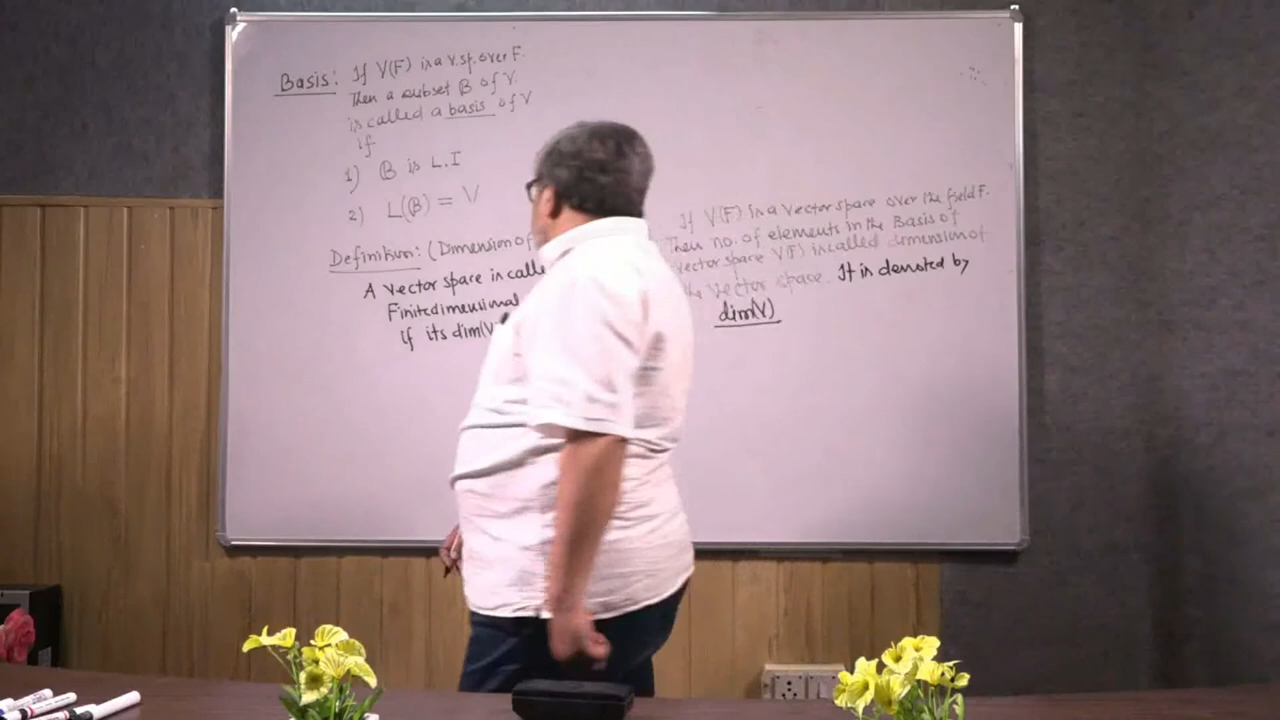 Basis: If V(F) is a v.sp. over F.
Then a subset B of V
is called a basis of V
if
1) B is L.I
2) L(B) = V
Definition: (Dimension of
A vector space is calle
Finitedimensional
if its dim(V)
If V(F) is a vector space over the field F.
Then no. of elements in the Basis of
vector space V(F) is called dimension of
the vector space. It is denoted by
dim(V)